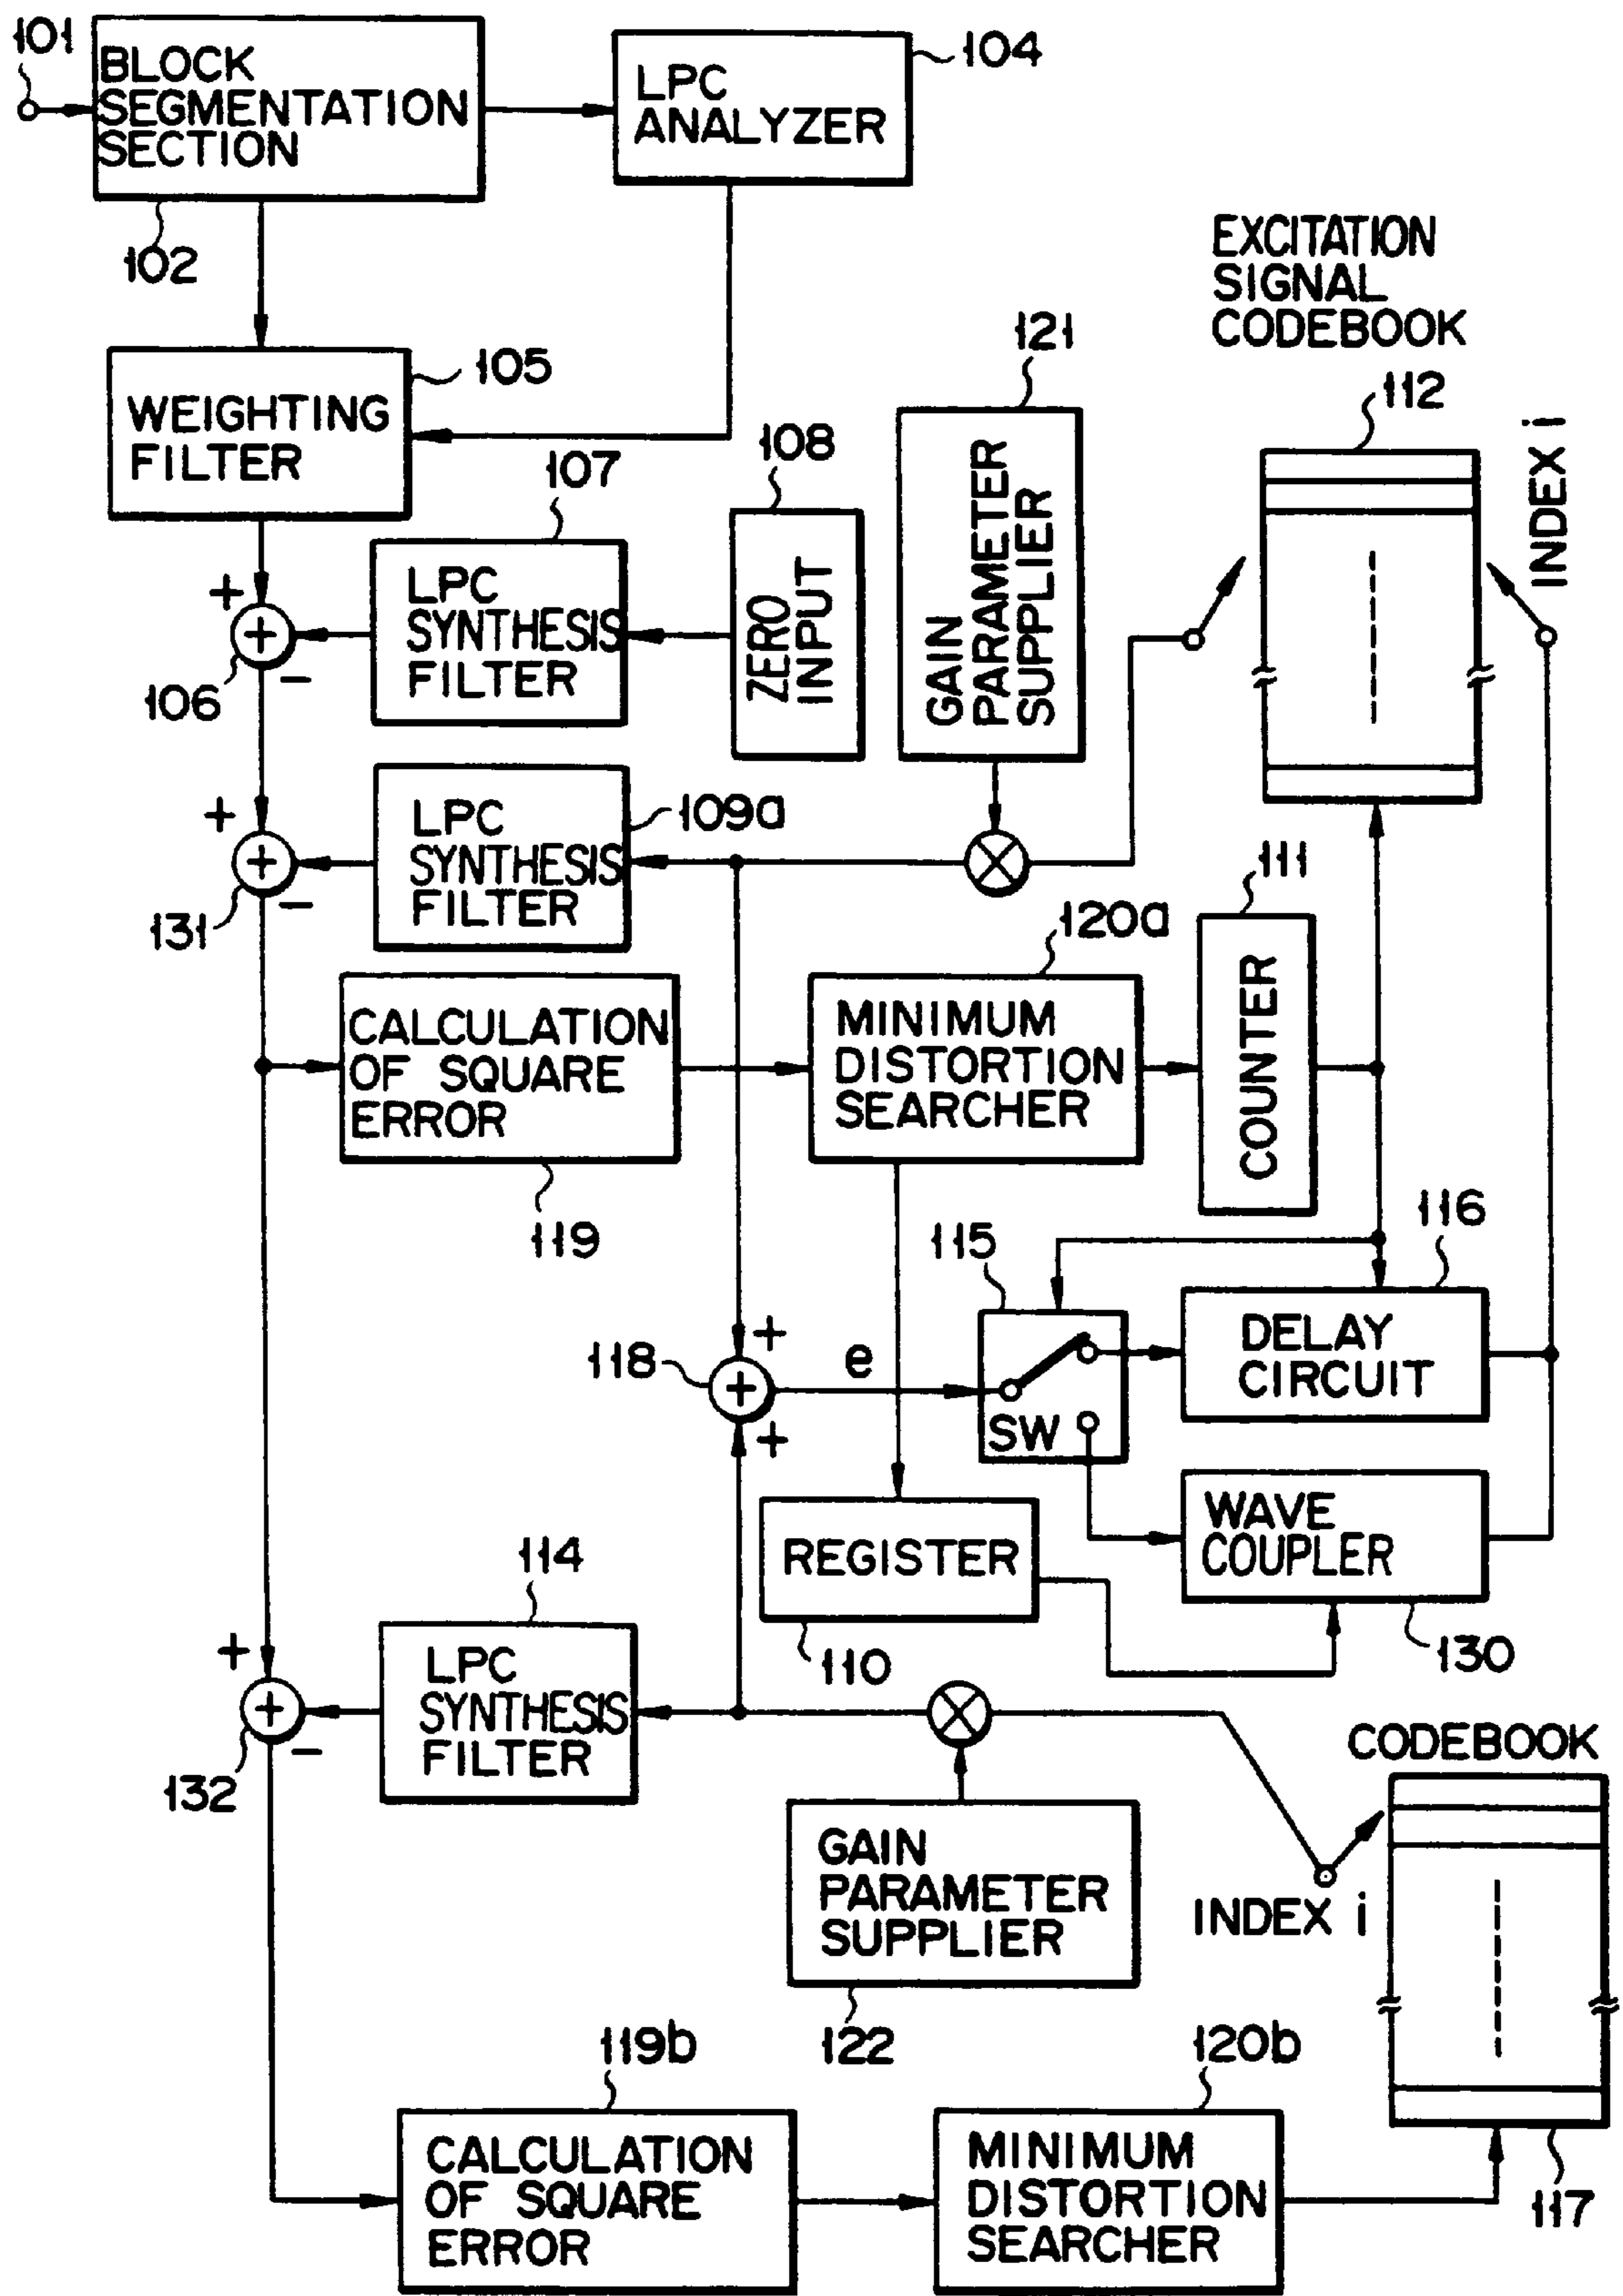 101
BLOCK
SEGMENTATION
SECTION
102
LPC
ANALYZER
104
EXCITATION
SIGNAL
CODEBOOK
112
INDEX i
WEIGHTING
FILTER
105
121
GAIN
PARAMETER
SUPPLIER
107
LPC
SYNTHESIS
FILTER
108
ZERO
INPUT
+
+
−
106
LPC
SYNTHESIS
FILTER
109a
+
+
−
131
CALCULATION
OF SQUARE
ERROR
119
120a
MINIMUM
DISTORTION
SEARCHER
111
COUNTER
115
SW
116
DELAY
CIRCUIT
118
+
+
+
e
WAVE
COUPLER
130
REGISTER
110
114
LPC
SYNTHESIS
FILTER
+
+
−
132
GAIN
PARAMETER
SUPPLIER
122
CODEBOOK
INDEX i
117
119b
CALCULATION
OF SQUARE
ERROR
120b
MINIMUM
DISTORTION
SEARCHER